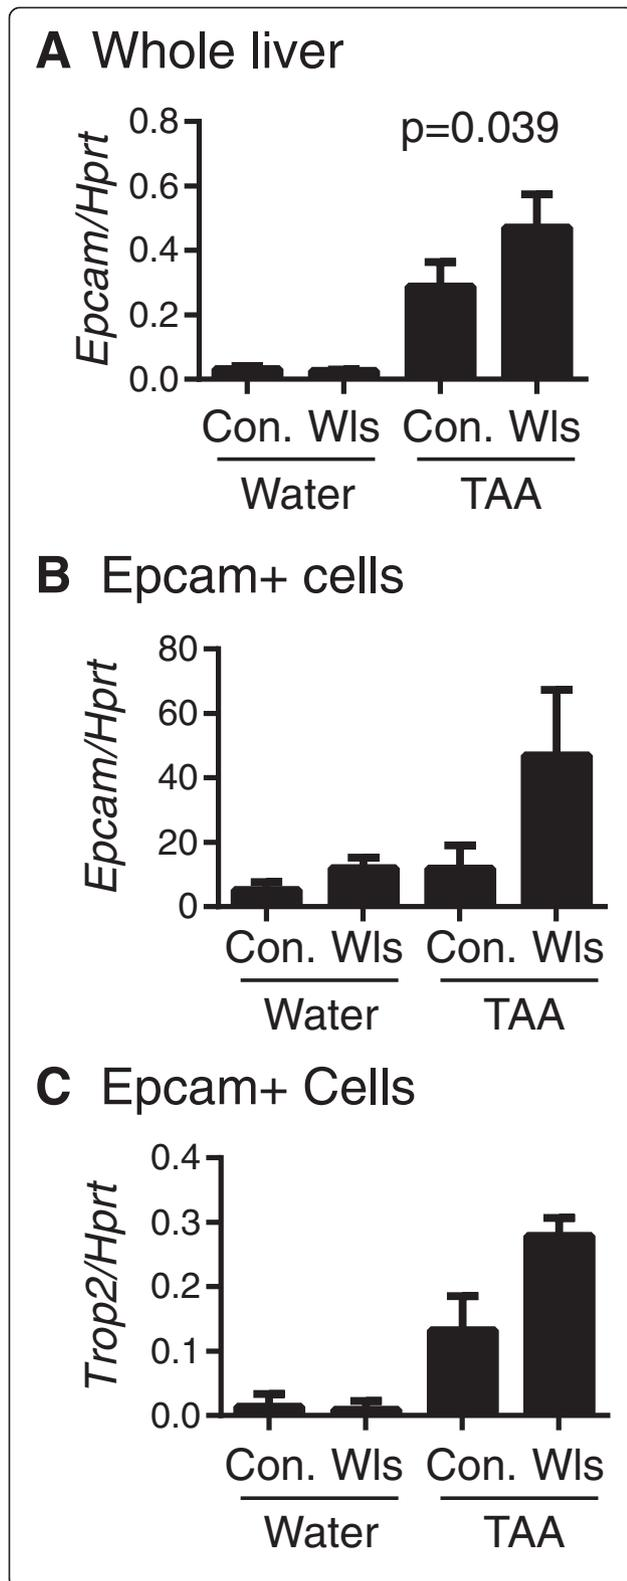 A Whole liver
p=0.039
Epcam/Hprt
0.8
0.6
0.4
0.2
0.0
Con. Wls Con. Wls
Water TAA
B Epcam+ cells
Epcam/Hprt
80
60
40
20
0
Con. Wls Con. Wls
Water TAA
C Epcam+ Cells
Trop2/Hprt
0.4
0.3
0.2
0.1
0.0
Con. Wls Con. Wls
Water TAA